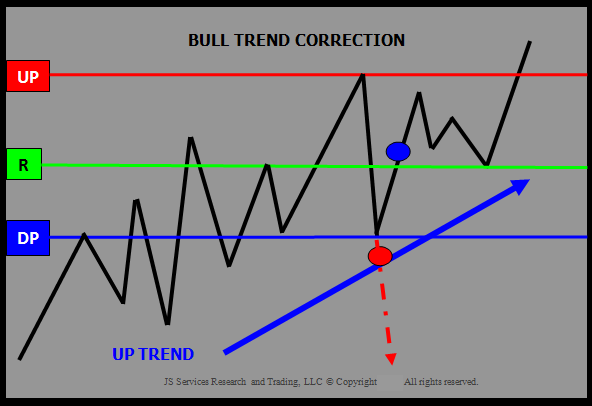 BULL TREND CORRECTION
UP
R
DP
UP TREND
JS Services Research and Trading, LLC © Copyright All rights reserved.